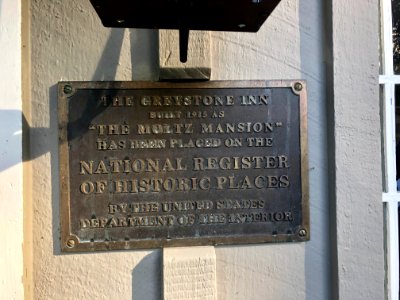 THE GREYSTONE INN
BUILT 1915 AS
"THE MOLTZ MANSION"
HAS BEEN PLACED ON THE
NATIONAL REGISTER
OF HISTORIC PLACES
BY THE UNITED STATES
DEPARTMENT OF THE INTERIOR